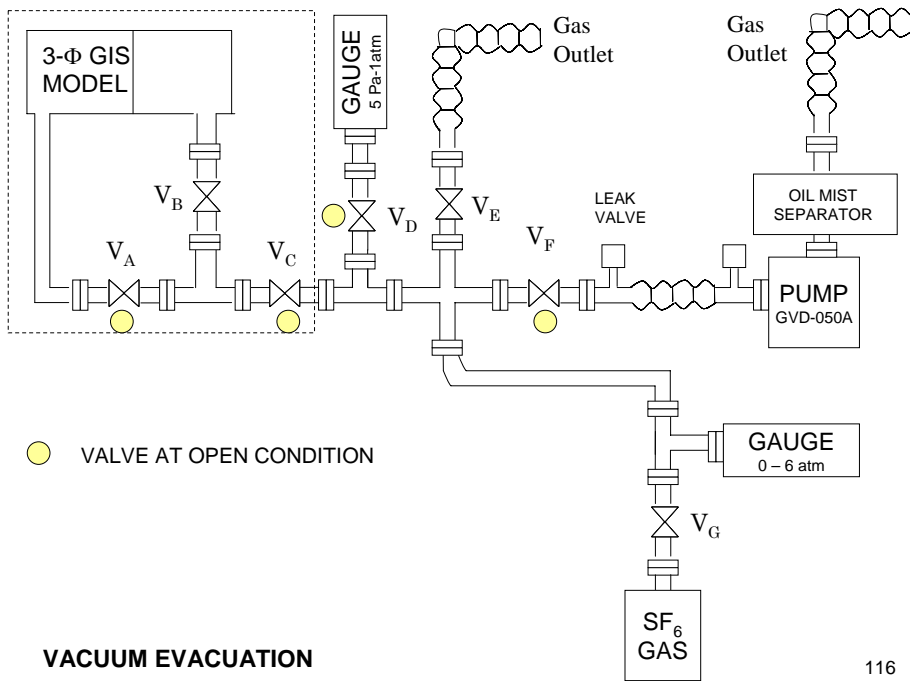 3-Φ GIS
MODEL
GAUGE
5 Pa-1atm
Gas
Outlet
Gas
Outlet
V_B
V_D
V_E
LEAK
VALVE
OIL MIST
SEPARATOR
V_A
V_C
V_F
PUMP
GVD-050A
VALVE AT OPEN CONDITION
GAUGE
0 – 6 atm
V_G
SF_6
GAS
VACUUM EVACUATION
116